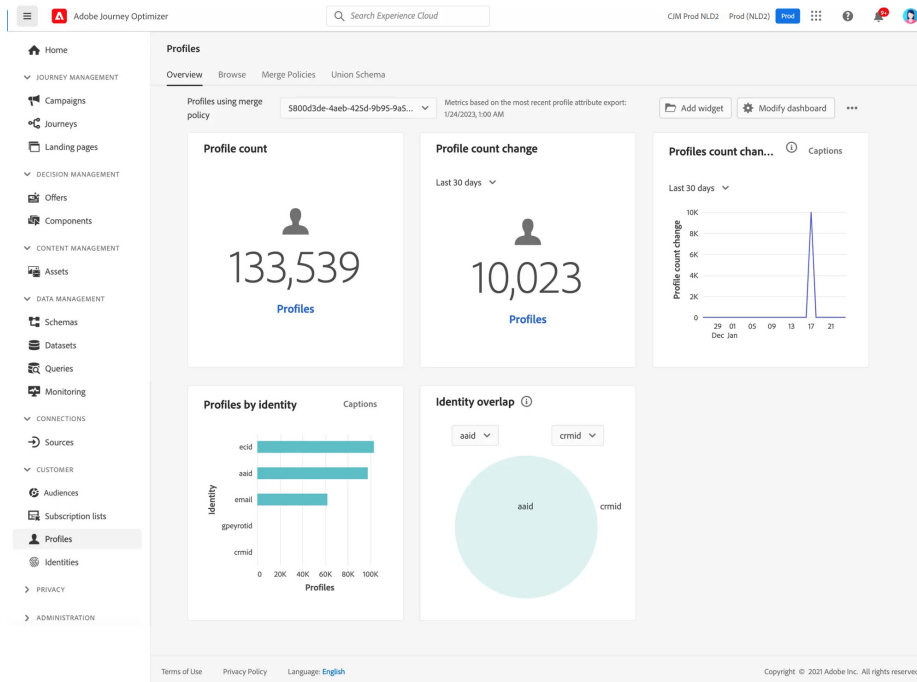 Adobe Journey Optimizer
Search Experience Cloud
CJM Prod NLD2 Prod (NLD2) Prod 9+
Home
JOURNEY MANAGEMENT
Campaigns
Journeys
Landing pages
DECISION MANAGEMENT
Offers
Components
CONTENT MANAGEMENT
Assets
DATA MANAGEMENT
Schemas
Datasets
Queries
Monitoring
CONNECTIONS
Sources
CUSTOMER
Audiences
Subscription lists
Profiles
Identities
PRIVACY
ADMINISTRATION
Profiles
Overview Browse Merge Policies Union Schema
Profiles using merge
policy
5800d3de-4aeb-425d-9b95-9a5...
Metrics based on the most recent profile attribute export:
1/24/2023, 1:00 AM
Add widget
Modify dashboard
Profile count
133,539
Profiles
Profile count change
Last 30 days
10,023
Profiles
Profiles count chan... Captions
Last 30 days
Profile count change
10K
8K
6K
4K
2K
0
29 01 05 09 13 17 21
Dec Jan
Profiles by identity Captions
Identity
ecid
aaid
email
gpeyrotid
crmid
0 20K 40K 60K 80K 100K
Profiles
Identity overlap
aaid crmid
aaid crmid
Terms of Use Privacy Policy Language: English
Copyright © 2021 Adobe Inc. All rights reserved